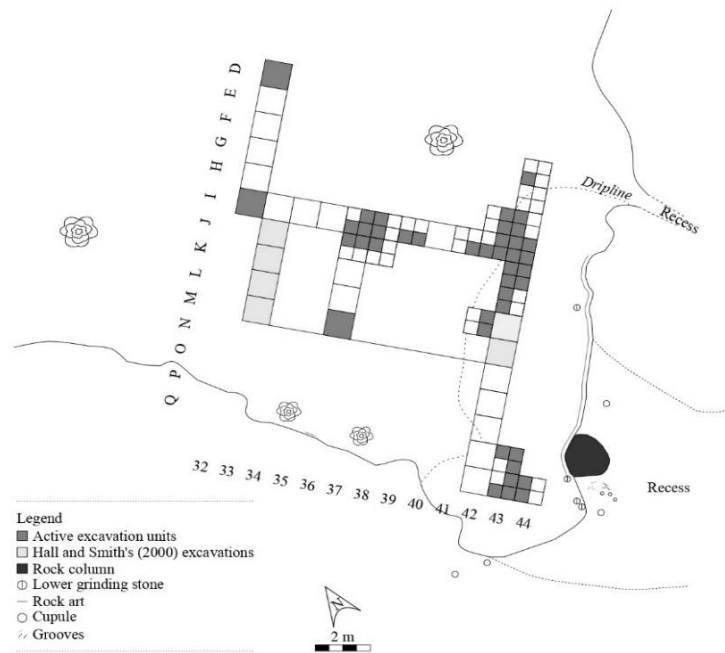 D
E
F
G
H
I
J
K
L
M
N
O
P
Q
Dripline
Recess
32 33 34 35 36 37 38 39 40 41 42 43 44
Recess
Legend
Active excavation units
Hall and Smith's (2000) excavations
Rock column
Lower grinding stone
Rock art
Cupule
Grooves
N
2 m